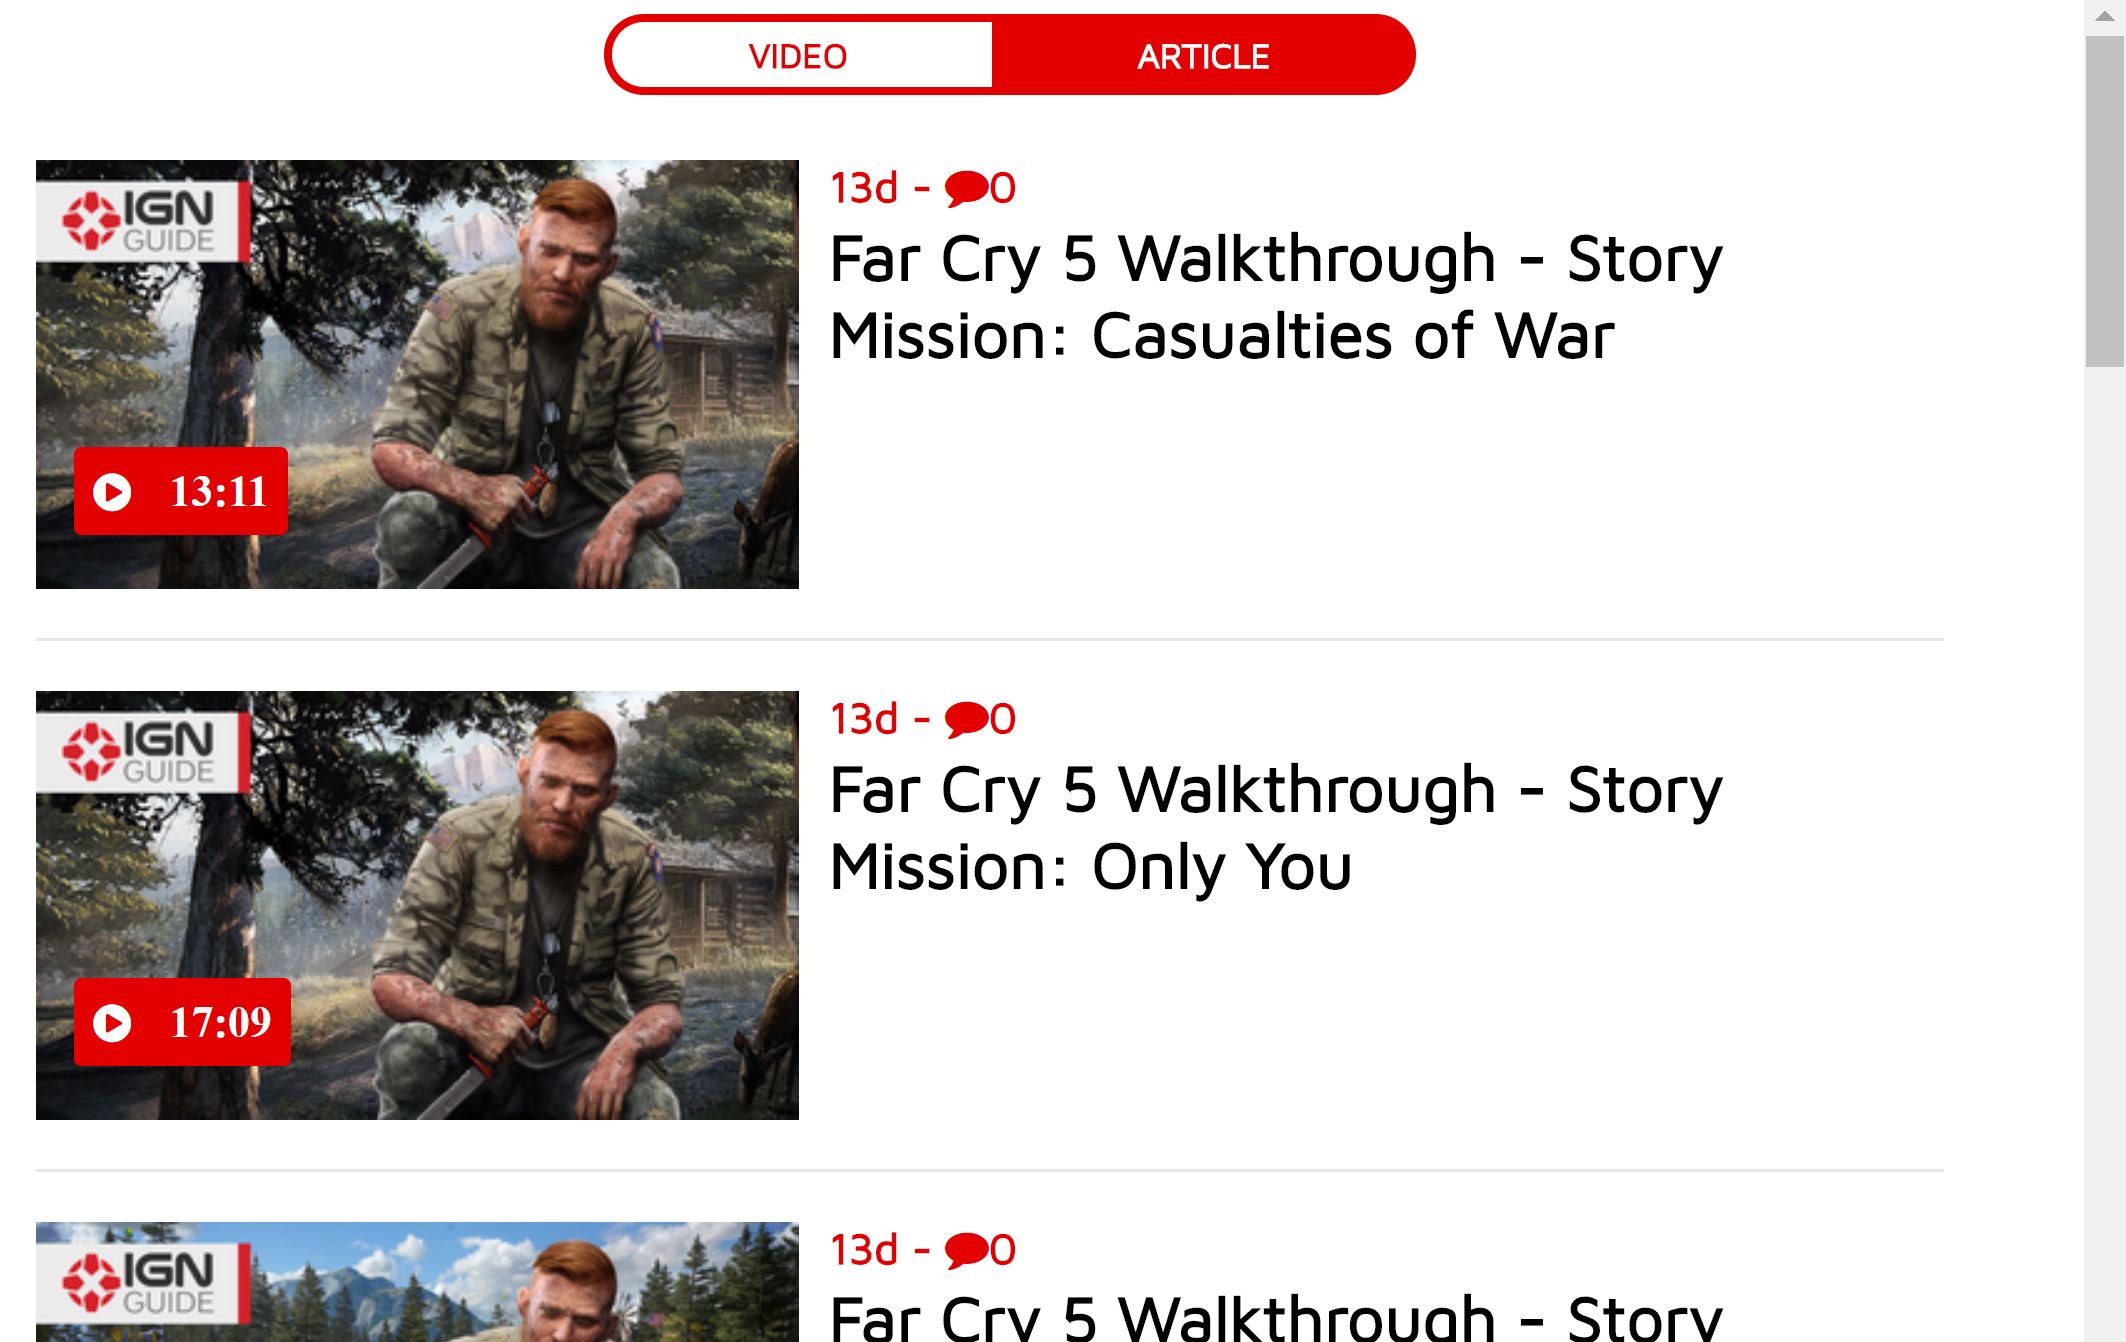 VIDEO
ARTICLE
IGN
GUIDE
13:11
13d - 0
Far Cry 5 Walkthrough - Story
Mission: Casualties of War
IGN
GUIDE
17:09
13d - 0
Far Cry 5 Walkthrough - Story
Mission: Only You
IGN
GUIDE
13d - 0
Far Cry 5 Walkthrough - Story